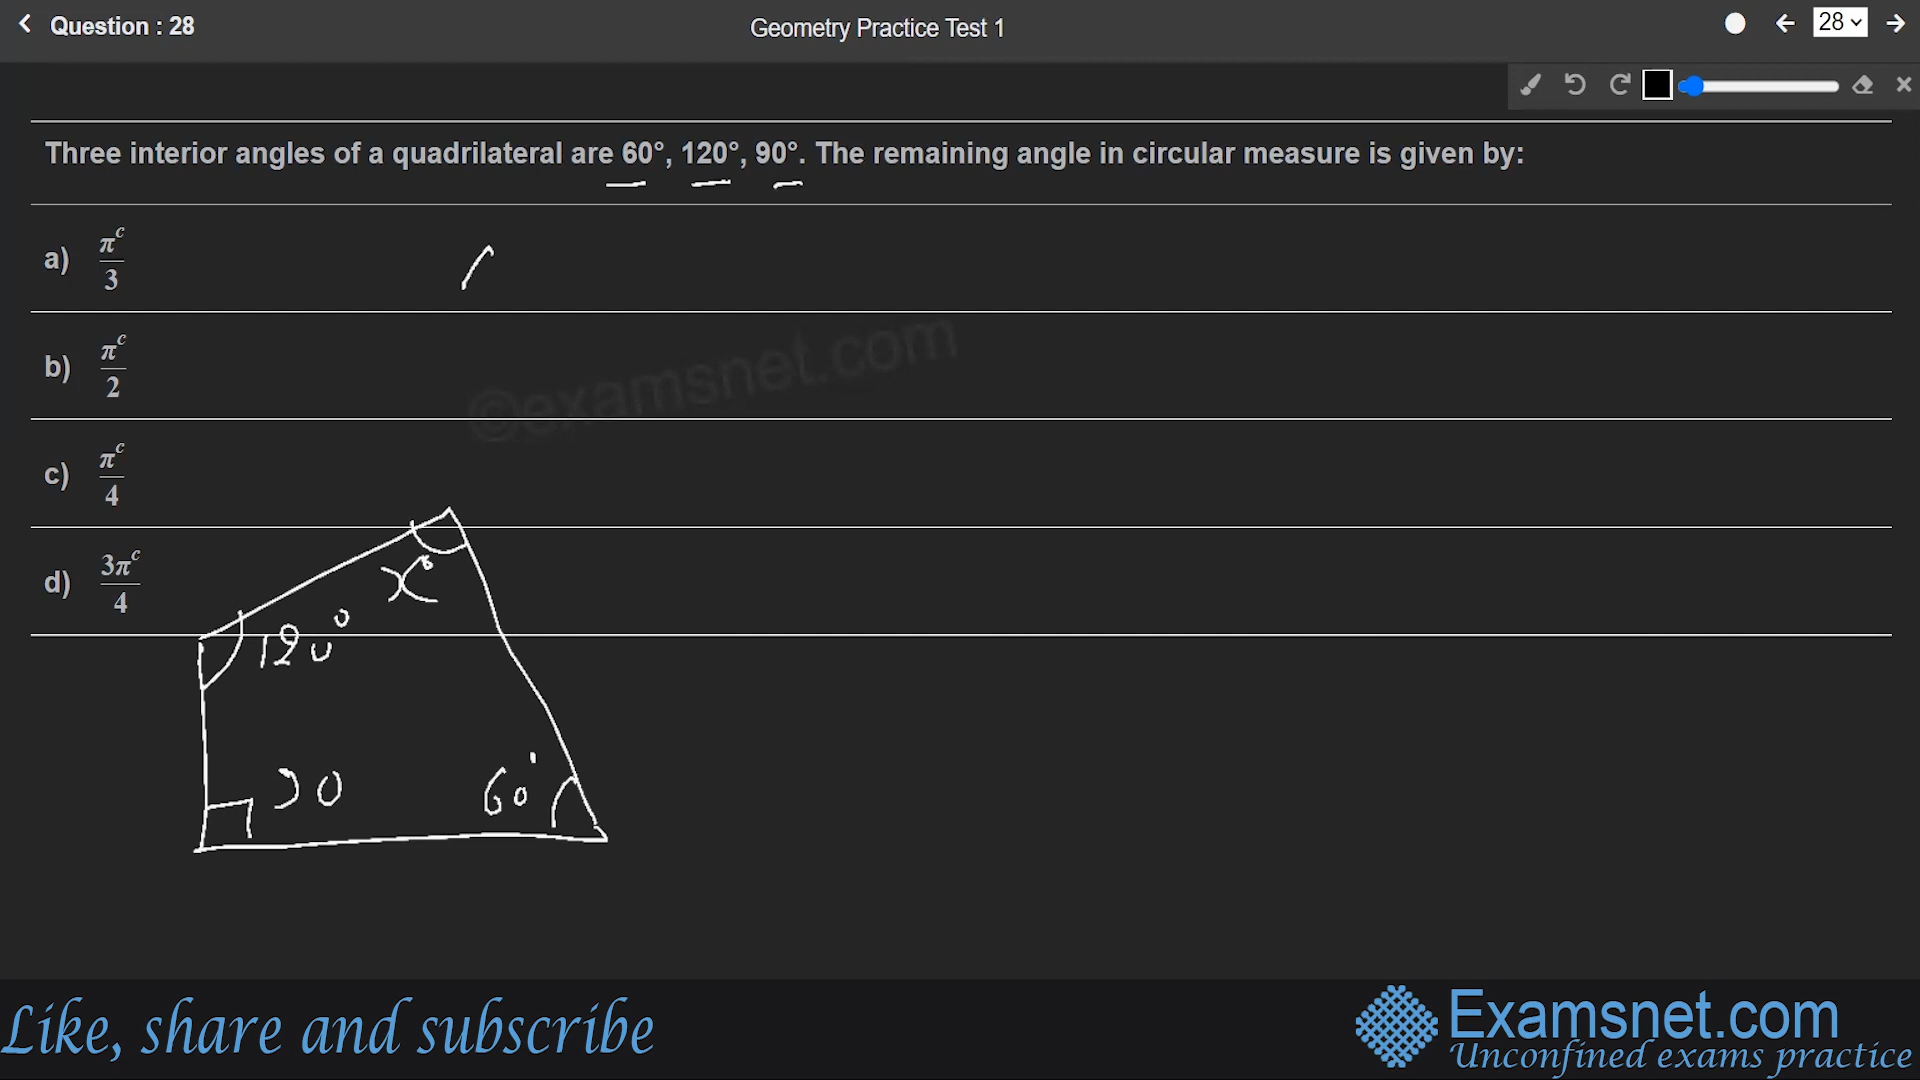 Question : 28
Geometry Practice Test 1
28
Three interior angles of a quadrilateral are 60°, 120°, 90°. The remaining angle in circular measure is given by:
a) π^c/3
b) π^c/2
©examsnet.com
c) π^c/4
d) 3π^c/4
x°
120°
90
60°
Like, share and subscribe
Examsnet.com
Unconfined exams practice